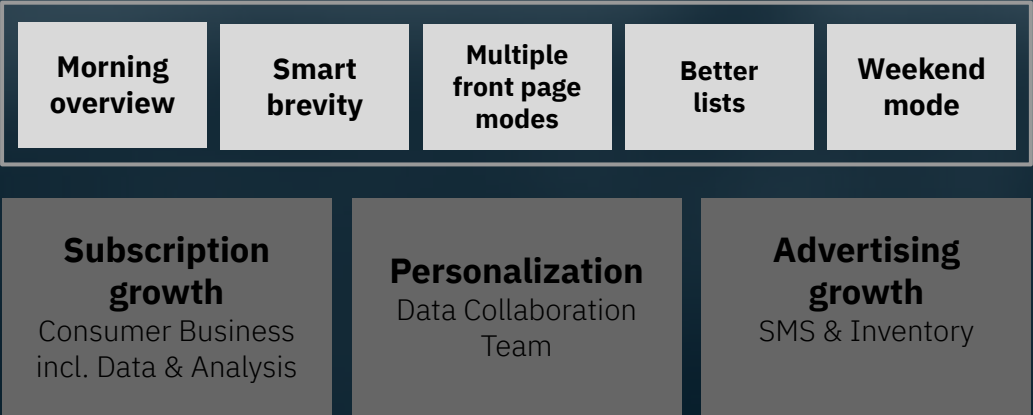 Morning
overview
Smart
brevity
Multiple
front page
modes
Better
lists
Weekend
mode
Subscription
growth
Consumer Business
incl. Data & Analysis
Personalization
Data Collaboration
Team
Advertising
growth
SMS & Inventory